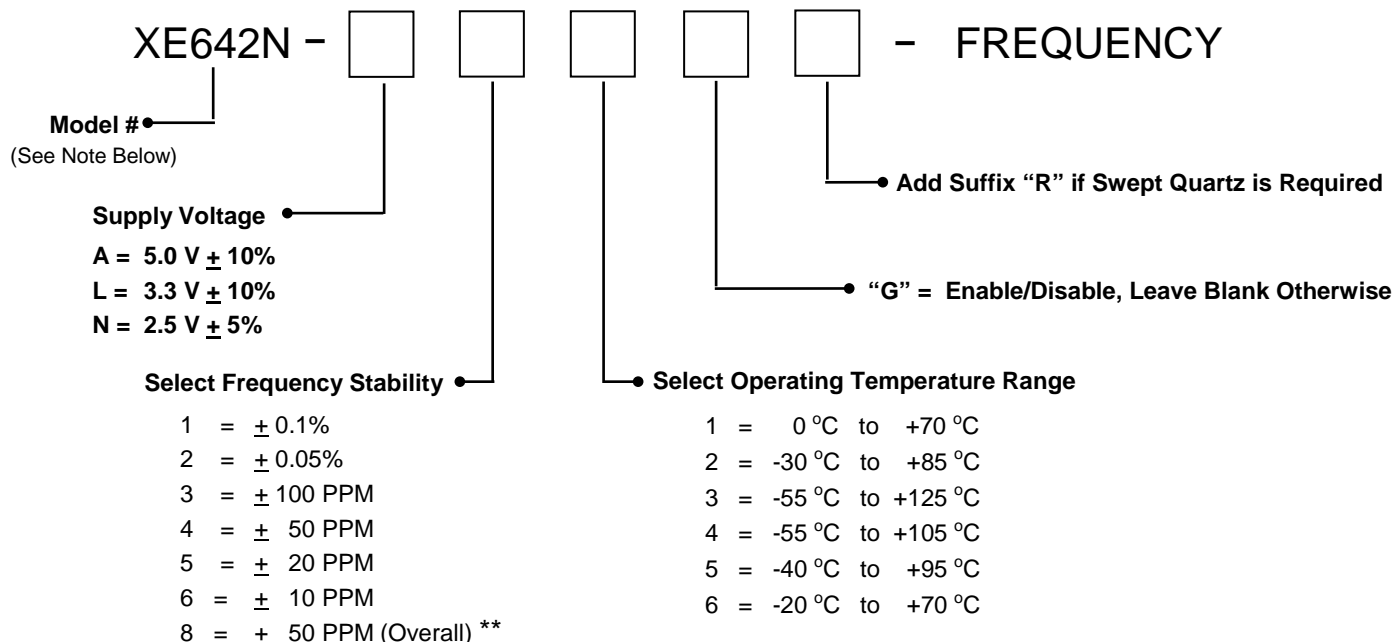 XE642N – – FREQUENCY
Model #
(See Note Below)
Add Suffix “R” if Swept Quartz is Required
Supply Voltage
A = 5.0 V ± 10%
L = 3.3 V ± 10%
N = 2.5 V ± 5%
“G” = Enable/Disable, Leave Blank Otherwise
Select Frequency Stability
1 = ± 0.1%
2 = ± 0.05%
3 = ± 100 PPM
4 = ± 50 PPM
5 = ± 20 PPM
6 = ± 10 PPM
8 = + 50 PPM (Overall) **
Select Operating Temperature Range
1 = 0 °C to +70 °C
2 = -30 °C to +85 °C
3 = -55 °C to +125 °C
4 = -55 °C to +105 °C
5 = -40 °C to +95 °C
6 = -20 °C to +70 °C